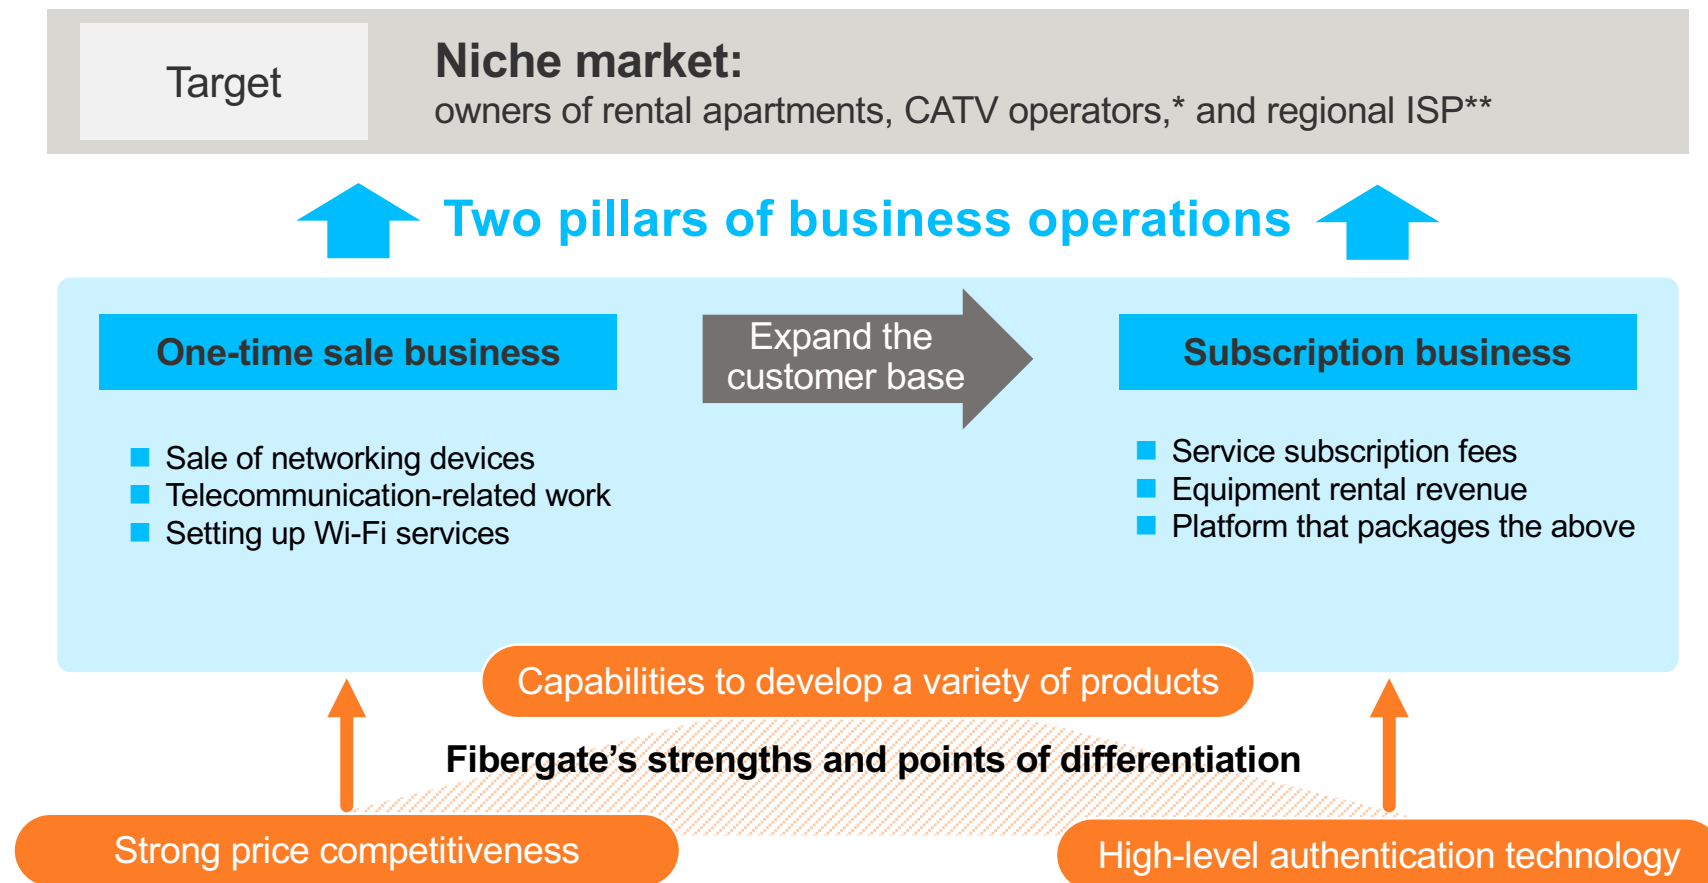 Target
Niche market:
owners of rental apartments, CATV operators,* and regional ISP**
Two pillars of business operations
One-time sale business
Expand the
customer base
Subscription business
Sale of networking devices
Telecommunication-related work
Setting up Wi-Fi services
Service subscription fees
Equipment rental revenue
Platform that packages the above
Capabilities to develop a variety of products
Fibergate’s strengths and points of differentiation
Strong price competitiveness
High-level authentication technology